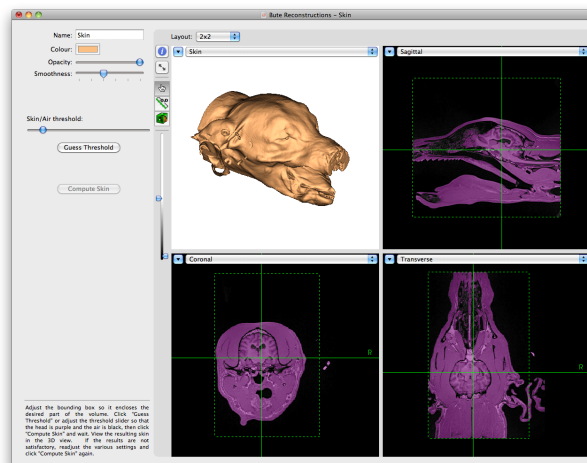 Bute Reconstructions – Skin
Name: Skin
Colour:
Opacity:
Smoothness:
Skin/Air threshold:
Guess Threshold
Compute Skin
Adjust the bounding box so it encloses the
desired part of the volume. Click "Guess
Threshold" or adjust the threshold slider so that
the head is purple and the air is black, then click
"Compute Skin" and wait. View the resulting skin
in the 3D view. If the results are not
satisfactory, readjust the various settings and
click "Compute Skin" again.
Layout: 2x2
Skin
Sagittal
Coronal
R
Transverse
R